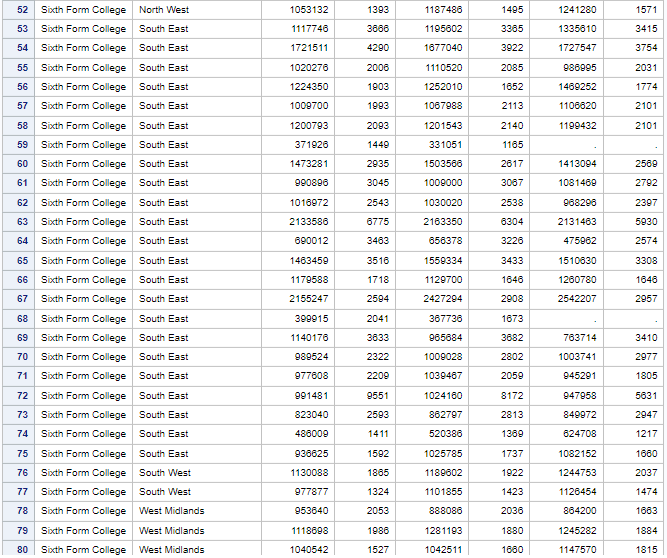 52 Sixth Form College North West 1053132 1393 1187486 1495 1241280 1571
53 Sixth Form College South East 1117746 3666 1195602 3365 1335610 3415
54 Sixth Form College South East 1721511 4290 1677040 3922 1727547 3754
55 Sixth Form College South East 1020276 2006 1110520 2085 986995 2031
56 Sixth Form College South East 1224350 1903 1252010 1652 1469252 1774
57 Sixth Form College South East 1009700 1993 1067988 2113 1106620 2101
58 Sixth Form College South East 1200793 2093 1201543 2140 1199432 2101
59 Sixth Form College South East 371926 1449 331051 1165 . .
60 Sixth Form College South East 1473281 2935 1503566 2617 1413094 2569
61 Sixth Form College South East 990896 3045 1009000 3067 1081469 2792
62 Sixth Form College South East 1016972 2543 1030020 2538 968296 2397
63 Sixth Form College South East 2133586 6775 2163350 6304 2131463 5930
64 Sixth Form College South East 690012 3463 656378 3226 475962 2574
65 Sixth Form College South East 1463459 3516 1559334 3433 1510630 3308
66 Sixth Form College South East 1179588 1718 1129700 1646 1260780 1646
67 Sixth Form College South East 2155247 2594 2427294 2908 2542207 2957
68 Sixth Form College South East 399915 2041 367736 1673 . .
69 Sixth Form College South East 1140176 3633 965684 3682 763714 3410
70 Sixth Form College South East 989524 2322 1009028 2802 1003741 2977
71 Sixth Form College South East 977608 2209 1039467 2059 945291 1805
72 Sixth Form College South East 991481 9551 1024160 8172 947958 5631
73 Sixth Form College South East 823040 2593 862797 2813 849972 2947
74 Sixth Form College South East 486009 1411 520386 1369 624708 1217
75 Sixth Form College South East 936625 1592 1025785 1737 1082152 1660
76 Sixth Form College South West 1130088 1865 1189602 1922 1244753 2037
77 Sixth Form College South West 977877 1324 1101855 1423 1126454 1474
78 Sixth Form College West Midlands 953640 2053 888086 2036 864200 1663
79 Sixth Form College West Midlands 1118698 1986 1281193 1880 1245282 1884
80 Sixth Form College West Midlands 1040542 1527 1042511 1660 1147570 1815